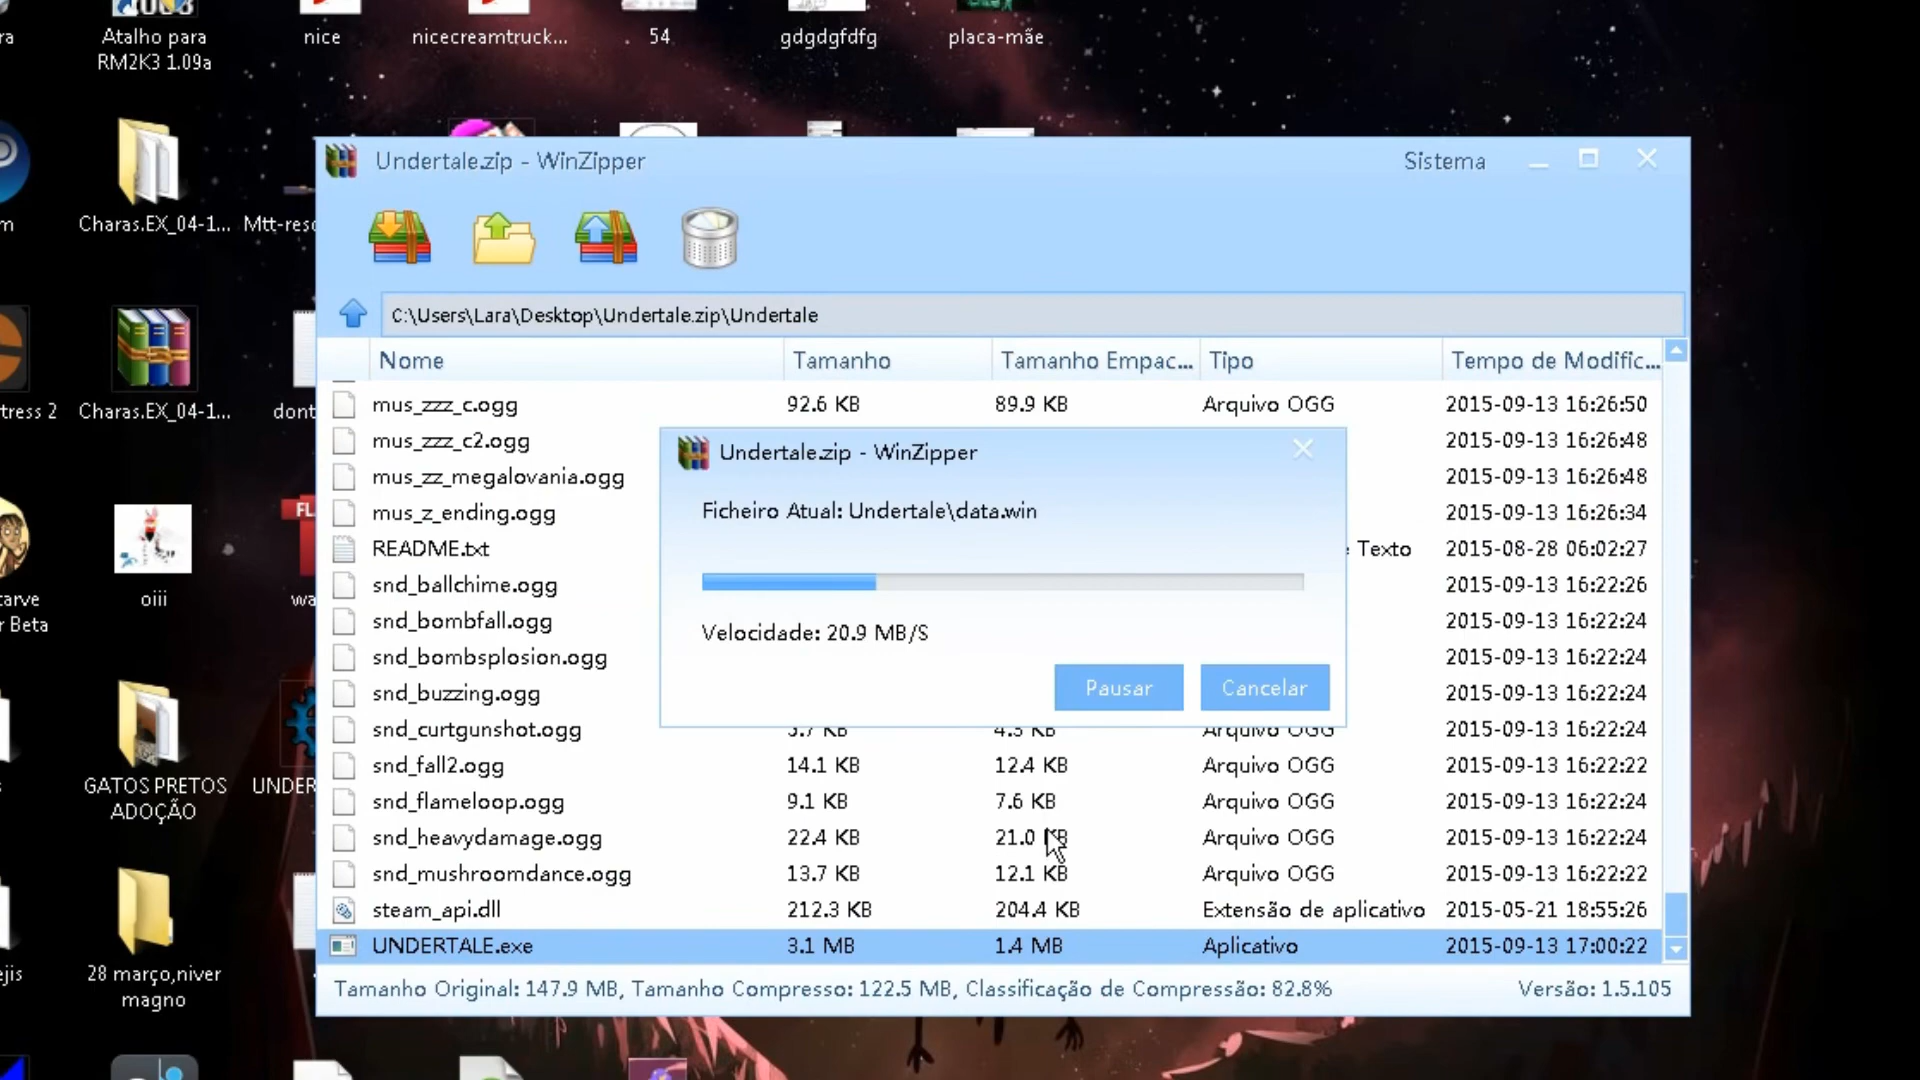 Atalho para
RM2K3 1.09a
nice
nicecreamtruck...
54
gdgdgfdfg
placa-mãe
Undertale.zip - WinZipper
Sistema
C:\Users\Lara\Desktop\Undertale.zip\Undertale
Nome
Tamanho
Tamanho Empac...
Tipo
Tempo de Modific...
mus_zzz_c.ogg 92.6 KB 89.9 KB Arquivo OGG 2015-09-13 16:26:50
mus_zzz_c2.ogg 2015-09-13 16:26:48
mus_zz_megalovania.ogg 2015-09-13 16:26:48
mus_z_ending.ogg 2015-09-13 16:26:34
README.txt Texto 2015-08-28 06:02:27
snd_ballchime.ogg 2015-09-13 16:22:26
snd_bombfall.ogg 2015-09-13 16:22:24
snd_bombsplosion.ogg 2015-09-13 16:22:24
snd_buzzing.ogg 2015-09-13 16:22:24
snd_curtgunshot.ogg 5.7 KB 4.5 KB Arquivo OGG 2015-09-13 16:22:24
snd_fall2.ogg 14.1 KB 12.4 KB Arquivo OGG 2015-09-13 16:22:22
snd_flameloop.ogg 9.1 KB 7.6 KB Arquivo OGG 2015-09-13 16:22:24
snd_heavydamage.ogg 22.4 KB 21.0 KB Arquivo OGG 2015-09-13 16:22:24
snd_mushroomdance.ogg 13.7 KB 12.1 KB Arquivo OGG 2015-09-13 16:22:22
steam_api.dll 212.3 KB 204.4 KB Extensão de aplicativo 2015-05-21 18:55:26
UNDERTALE.exe 3.1 MB 1.4 MB Aplicativo 2015-09-13 17:00:22
Tamanho Original: 147.9 MB, Tamanho Compresso: 122.5 MB, Classificação de Compressão: 82.8%
Versão: 1.5.105
Undertale.zip - WinZipper
Ficheiro Atual: Undertale\data.win
Velocidade: 20.9 MB/S
Pausar
Cancelar
Charas.EX_04-1...
Mtt-reso
tress 2
Charas.EX_04-1...
dont
FL
arve
r Beta
oiii
wa
GATOS PRETOS
ADOÇÃO
UNDER
ejis
28 março,niver
magno